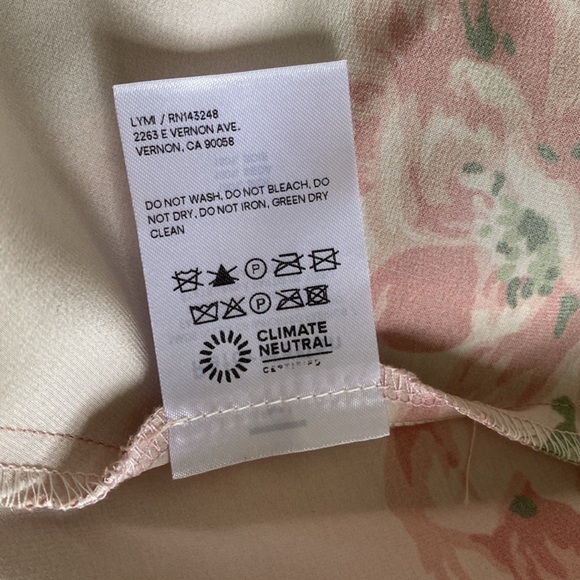 LYMI / RN143248
2263 E VERNON AVE.
VERNON, CA 90058
DO NOT WASH, DO NOT BLEACH, DO
NOT DRY, DO NOT IRON, GREEN DRY
CLEAN
P
P
CLIMATE
NEUTRAL
CERTIFIED